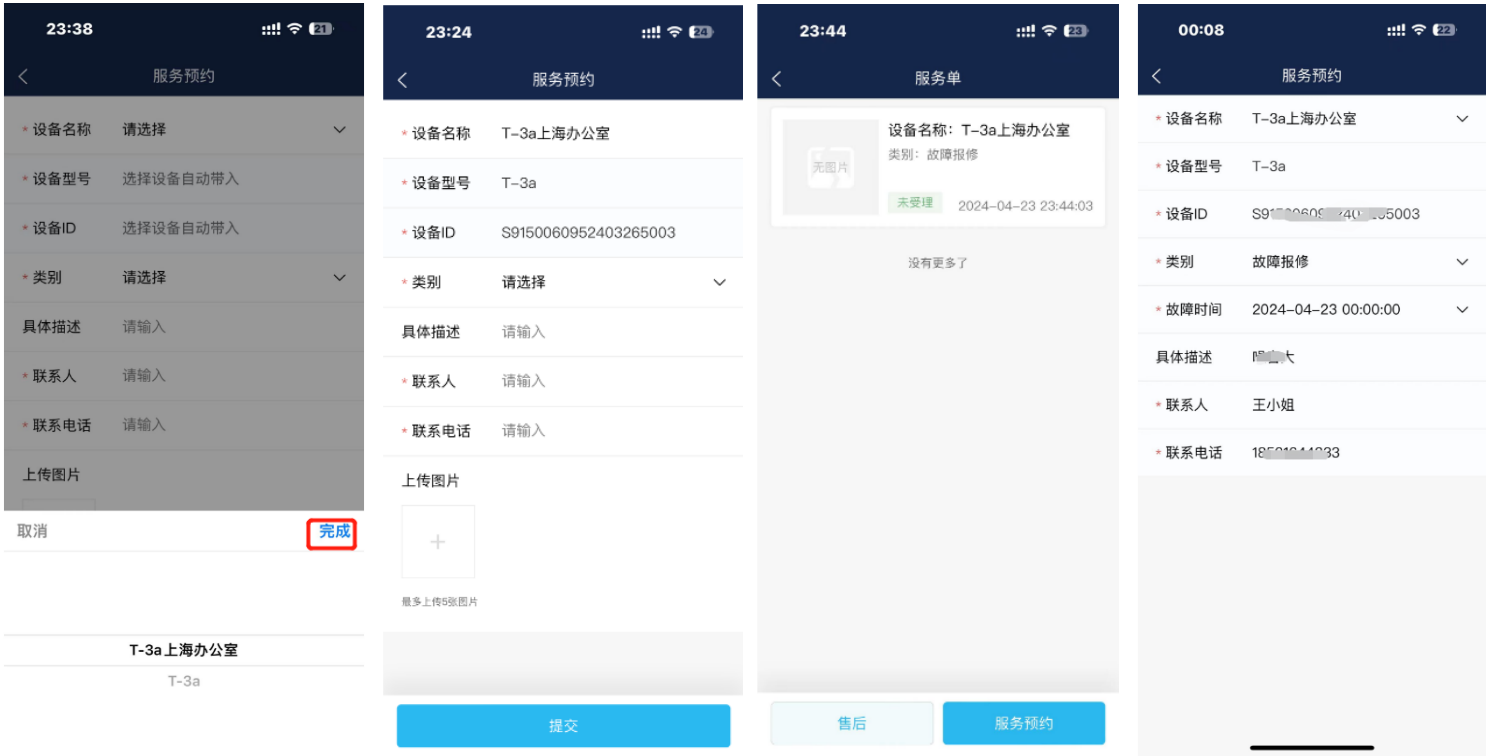 23:38
21
服务预约
* 设备名称 请选择
* 设备型号 选择设备自动带入
* 设备ID 选择设备自动带入
* 类别 请选择
具体描述 请输入
* 联系人 请输入
* 联系电话 请输入
上传图片
取消 完成
T-3a上海办公室
T-3a
23:24
24
服务预约
* 设备名称 T-3a上海办公室
* 设备型号 T-3a
* 设备ID S9150060952403265003
* 类别 请选择
具体描述 请输入
* 联系人 请输入
* 联系电话 请输入
上传图片
最多上传5张图片
提交
23:44
23
服务单
无图片
设备名称：T-3a上海办公室
类别：故障报修
未受理 2024-04-23 23:44:03
没有更多了
售后 服务预约
00:08
22
服务预约
* 设备名称 T-3a上海办公室
* 设备型号 T-3a
* 设备ID
* 类别 故障报修
* 故障时间 2024-04-23 00:00:00
具体描述
* 联系人 王小姐
* 联系电话